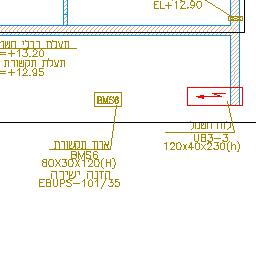 EL+12.90
תעלת ברזל חשמל
=+13.20
תעלת תקשורת
=+12.95
BMS6
לוח חשמל
UB3-3
120x40x230(h)
ארון תקשורת
BMS6
80X30X120(H)
הזנה ישירה
EBUPS-101/35